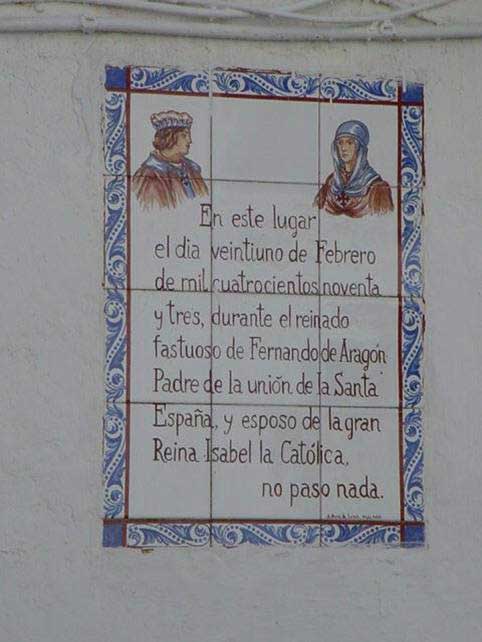 En este lugar
el dia veintiuno de Febrero
de mil cuatrocientos noventa
y tres, durante el reinado
fastuoso de Fernando de Aragón
Padre de la unión de la Santa
España, y esposo de la gran
Reina Isabel la Católica,
no paso nada.